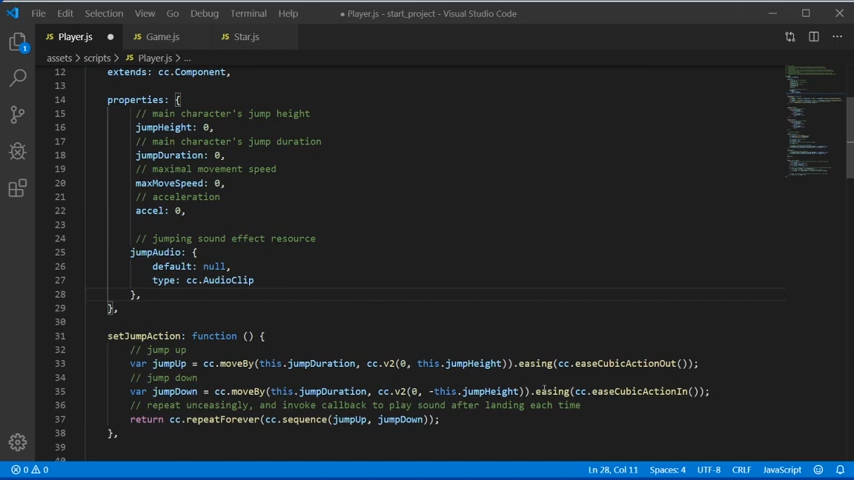 File Edit Selection View Go Debug Terminal Help
● Player.js - start_project - Visual Studio Code
JS Player.js ● JS Game.js JS Star.js
assets > scripts > JS Player.js > ...
1
12 extends: cc.Component,
13
14 properties: {
15 // main character's jump height
16 jumpHeight: 0,
17 // main character's jump duration
18 jumpDuration: 0,
19 // maximal movement speed
20 maxMoveSpeed: 0,
21 // acceleration
22 accel: 0,
23
24 // jumping sound effect resource
25 jumpAudio: {
26 default: null,
27 type: cc.AudioClip
28 },
29 },
30
31 setJumpAction: function () {
32 // jump up
33 var jumpUp = cc.moveBy(this.jumpDuration, cc.v2(0, this.jumpHeight)).easing(cc.easeCubicActionOut());
34 // jump down
35 var jumpDown = cc.moveBy(this.jumpDuration, cc.v2(0, -this.jumpHeight)).easing(cc.easeCubicActionIn());
36 // repeat unceasingly, and invoke callback to play sound after landing each time
37 return cc.repeatForever(cc.sequence(jumpUp, jumpDown));
38 },
39
0 0 Ln 28, Col 11 Spaces: 4 UTF-8 CRLF JavaScript